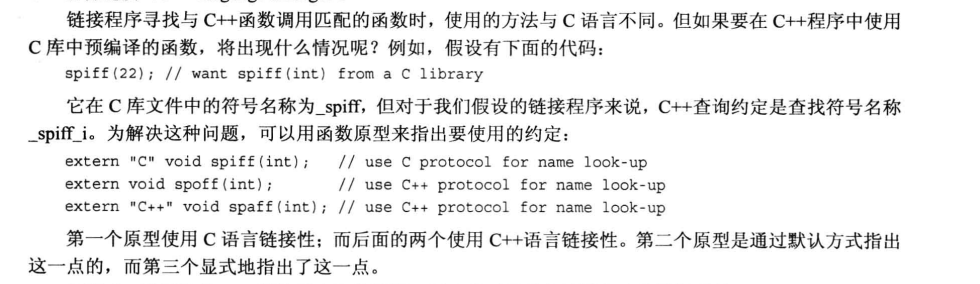 链接程序寻找与 C++函数调用匹配的函数时，使用的方法与 C 语言不同。但如果要在 C++程序中使用
C 库中预编译的函数，将出现什么情况呢？例如，假设有下面的代码：
spiff(22); // want spiff(int) from a C library
它在 C 库文件中的符号名称为_spiff，但对于我们假设的链接程序来说，C++查询约定是查找符号名称
_spiff_i。为解决这种问题，可以用函数原型来指出要使用的约定：
extern "C" void spiff(int);   // use C protocol for name look-up
extern void spoff(int);       // use C++ protocol for name look-up
extern "C++" void spaff(int); // use C++ protocol for name look-up
第一个原型使用 C 语言链接性；而后面的两个使用 C++语言链接性。第二个原型是通过默认方式指出
这一点的，而第三个显式地指出了这一点。